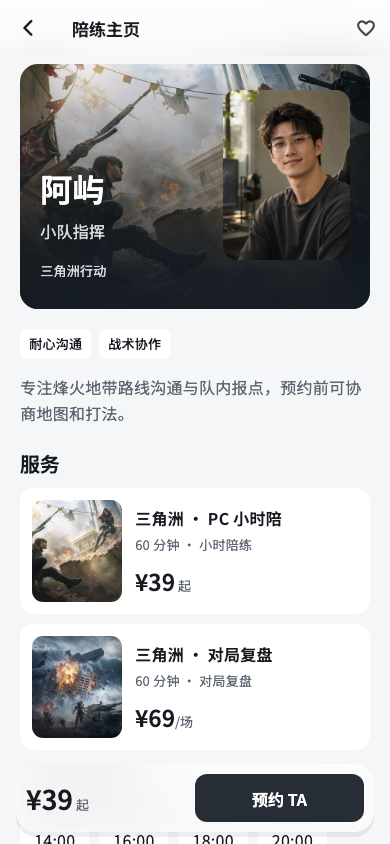 陪练主页
阿屿
小队指挥
三角洲行动
耐心沟通
战术协作
专注烽火地带路线沟通与队内报点，预约前可协
商地图和打法。
服务
三角洲 · PC 小时陪
60 分钟 · 小时陪练
¥39 起
三角洲 · 对局复盘
60 分钟 · 对局复盘
¥69/场
¥39 起
预约 TA
14:00 16:00 18:00 20:00